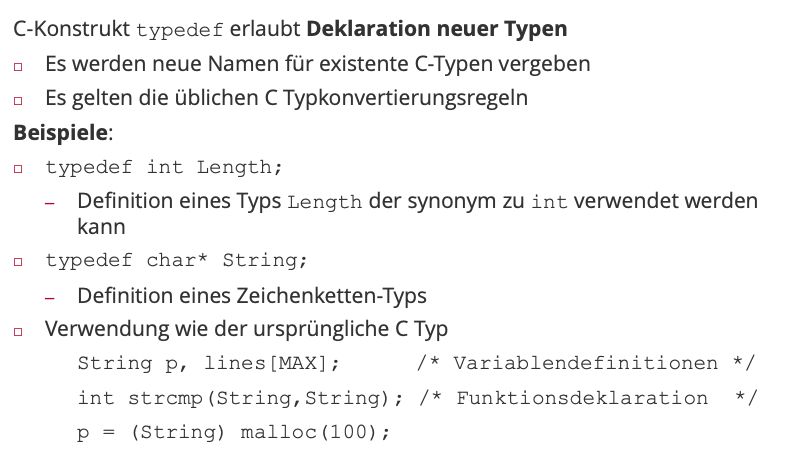 C-Konstrukt typedef erlaubt Deklaration neuer Typen
Es werden neue Namen für existente C-Typen vergeben
Es gelten die üblichen C Typkonvertierungsregeln
Beispiele:
typedef int Length;
– Definition eines Typs Length der synonym zu int verwendet werden
kann
typedef char* String;
– Definition eines Zeichenketten-Typs
Verwendung wie der ursprüngliche C Typ
String p, lines[MAX]; /* Variablendefinitionen */
int strcmp(String,String); /* Funktionsdeklaration */
p = (String) malloc(100);